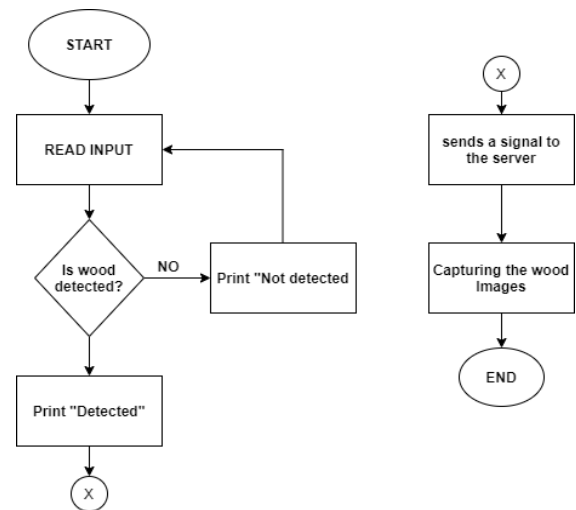 START
READ INPUT
Is wood
detected?
NO
Print "Not detected
Print "Detected"
X
X
sends a signal to
the server
Capturing the wood
Images
END